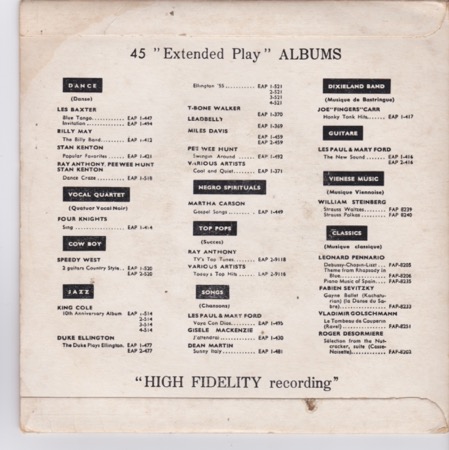 45 "Extended Play" ALBUMS
DANCE
(Danse)
LES BAXTER
Blue Tango EAP 1-447
Invitation EAP 1-494
BILLY MAY
The Billy Band EAP 1-412
STAN KENTON
Popular Favorites EAP 1-421
RAY ANTHONY, PEE WEE HUNT
STAN KENTON
Dance Craze EAP 1-518
VOCAL QUARTET
(Quatuor Vocal Noir)
FOUR KNIGHTS
Sing EAP 1-414
COW BOY
SPEEDY WEST
2 guitars Country Style EAP 1-520
EAP 2-520
JAZZ
KING COLE
10th Anniversary Album EAP 1-514
2-514
3-514
4-514
DUKE ELLINGTON
The Duke Plays Ellington EAP 1-477
EAP 2-477
Ellington '55 EAP 1-521
2-521
3-521
4-521
T-BONE WALKER
EAP 1-370
LEADBELLY
EAP 1-369
MILES DAVIS
EAP 1-459
EAP 2-459
PEE WEE HUNT
Swingin Around EAP 1-492
VARIOUS ARTISTS
Cool and Quiet EAP 1-371
NEGRO SPIRITUALS
MARTHA CARSON
Gospel Songs EAP 1-449
TOP POPS
(Succes)
RAY ANTHONY
TV's Top Tunes EAP 2-9118
VARIOUS ARTISTS
Today's Top Hits EAP 2-9118
SONGS
(Chansons)
LES PAUL & MARY FORD
Vaya Con Dios EAP 1-495
GISELE MACKENZIE
J'attendrai EAP 1-430
DEAN MARTIN
Sunny Italy EAP 1-481
DIXIELAND BAND
(Musique de Bastringue)
JOE "FINGERS" CARR
Honky Tonk Hits EAP 1-417
GUITARE
LES PAUL & MARY FORD
The New Sound EAP 1-416
EAP 2-416
VIENESE MUSIC
(Musique Viennoise)
WILLIAM STEINBERG
Strauss Waltzes FAP 8239
Strauss Polkas FAP 8240
CLASSICS
(Musique classique)
LEONARD PENNARIO
Debussy-Chopin-Liszt FAP-8206
Theme from Rhapsody in
Blue FAP-8206
Piano Music of Spain FAP-8235
FABIEN SEVITZKY
Gayne Ballet (Kachaturian)
(la Danse du Sabre) FAP-8233
VLADIMIR GOLSCHMANN
Le Tombeau de Couperin
(Ravel) FAP-8251
ROGER DESORMIERE
Sélection from the Nutcracker,
suite (Casse-Noisette) FAP-8203
"HIGH FIDELITY recording"